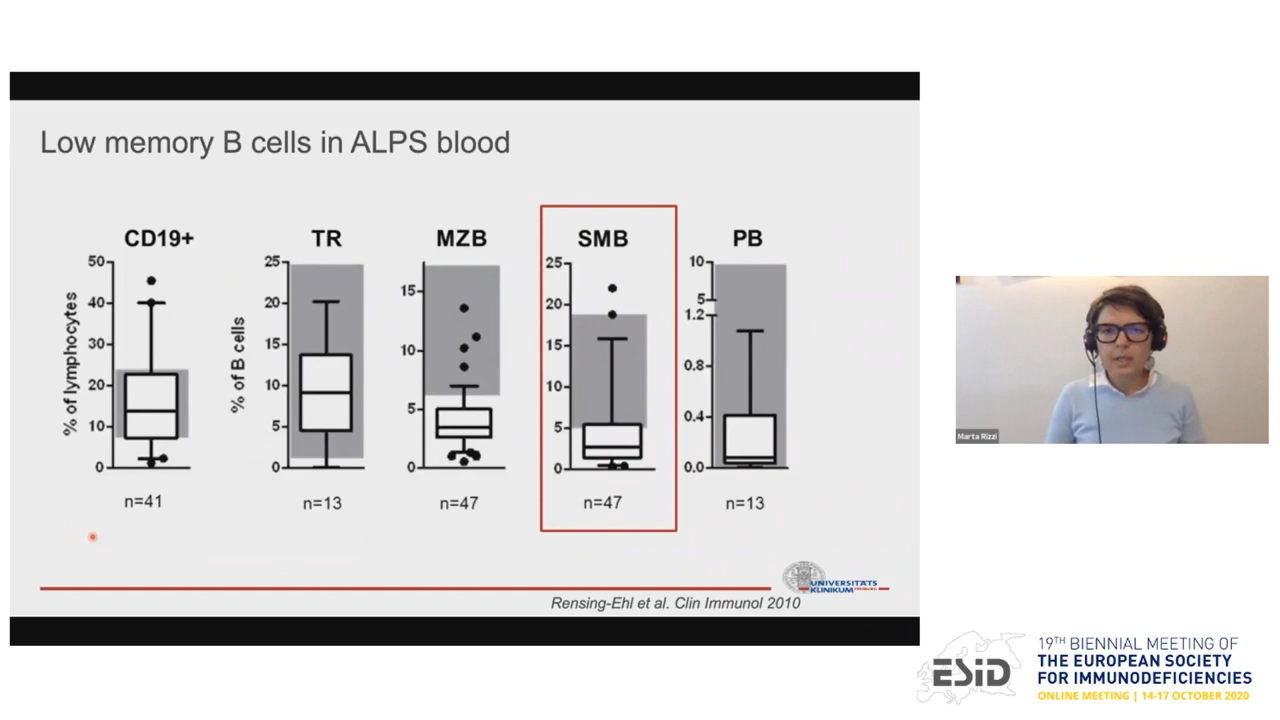 Low memory B cells in ALPS blood
CD19+
TR
MZB
SMB
PB
% of lymphocytes
50
40
30
20
10
0
% of B cells
25
20
15
10
5
0
15
10
5
0
25
20
15
10
5
0
10
5
1.2
0.8
0.4
0.0
n=41
n=13
n=47
n=47
n=13
UNIVERSITÄTS
KLINIKUM FREIBURG
Rensing-Ehl et al. Clin Immunol 2010
Marta Rizzi
ESiD
19TH BIENNIAL MEETING OF
THE EUROPEAN SOCIETY
FOR IMMUNODEFICIENCIES
ONLINE MEETING | 14-17 OCTOBER 2020